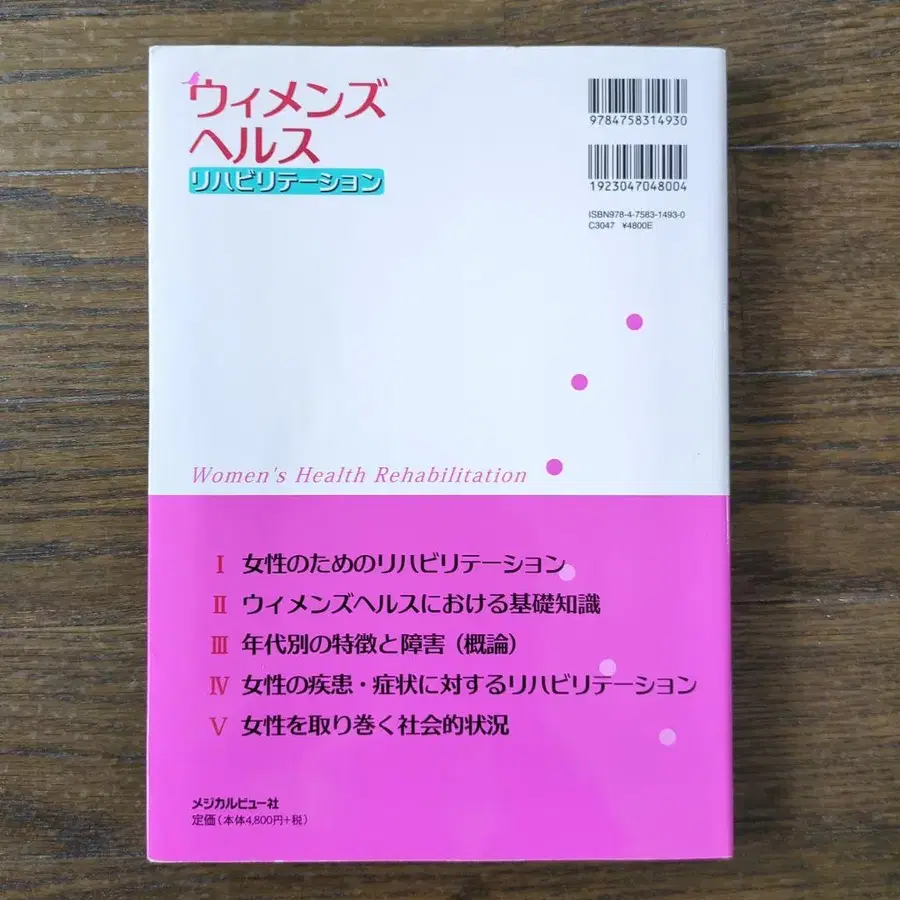 ウィメンズ
ヘルス
リハビリテーション
9784758314930
1923047048004
ISBN978-4-7583-1493-0
C3047 ¥4800E
Women's Health Rehabilitation
Ⅰ 女性のためのリハビリテーション
Ⅱ ウィメンズヘルスにおける基礎知識
Ⅲ 年代別の特徴と障害（概論）
Ⅳ 女性の疾患・症状に対するリハビリテーション
Ⅴ 女性を取り巻く社会的状況
メジカルビュー社
定価（本体4,800円+税）